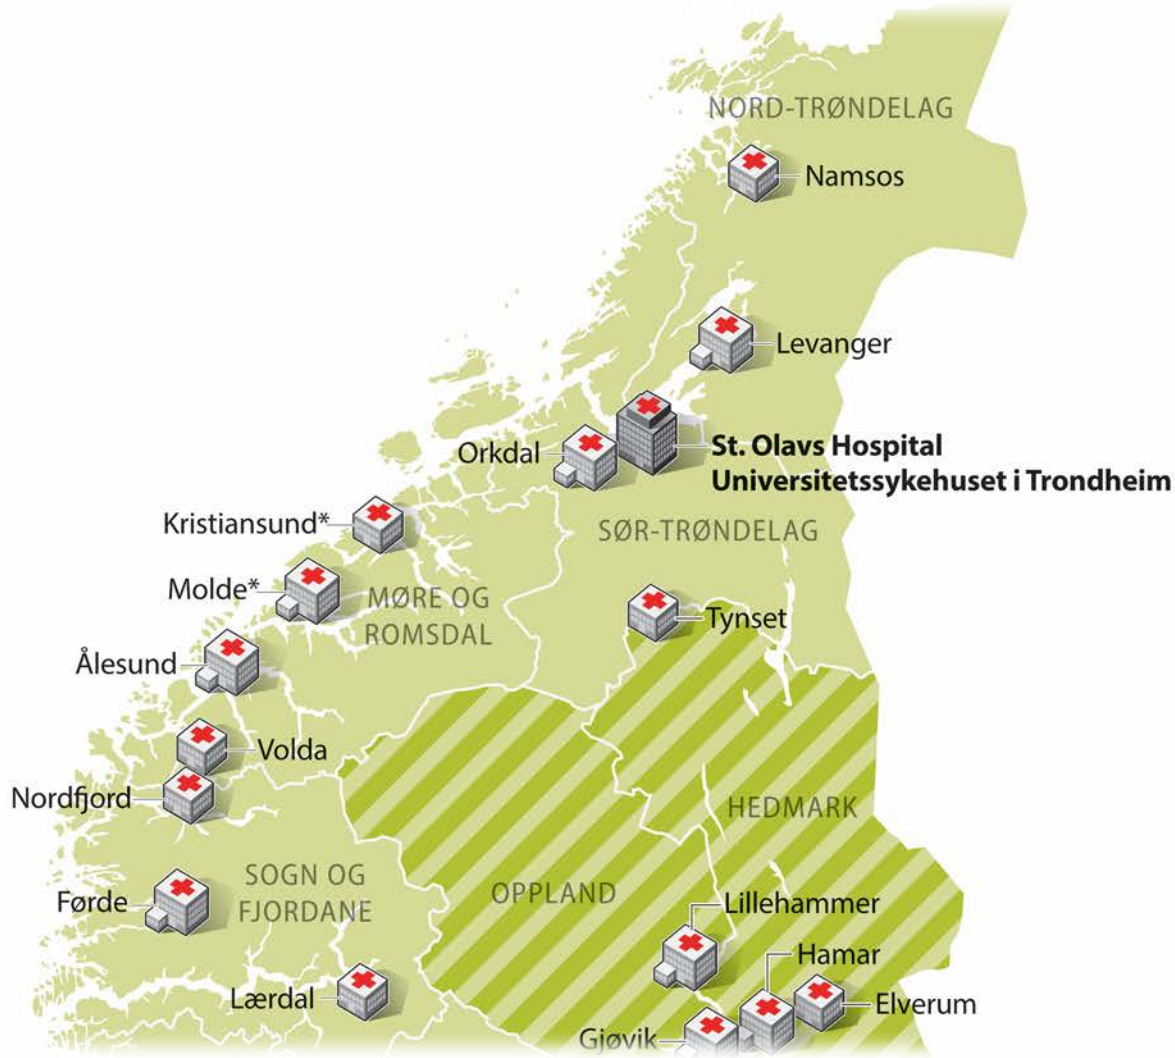 NORD-TRØNDELAG
Namsos
Levanger
Orkdal
St. Olavs Hospital
Universitetssykehuset i Trondheim
Kristiansund*
SØR-TRØNDELAG
Molde*
MØRE OG
ROMSDAL
Tynset
Ålesund
Volda
Nordfjord
HEDMARK
SOGN OG
FJORDANE
OPPLAND
Førde
Lillehammer
Hamar
Lærdal
Elverum
Gjøvik